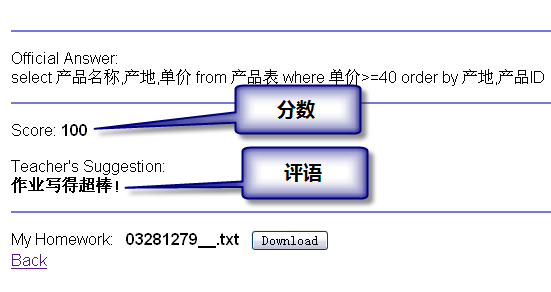 Official Answer:
select 产品名称,产地,单价 from 产品表 where 单价>=40 order by 产地,产品ID
分数
Score: 100
Teacher's Suggestion:
评语
作业写得超棒!
My Homework: 03281279__.txt Download
Back